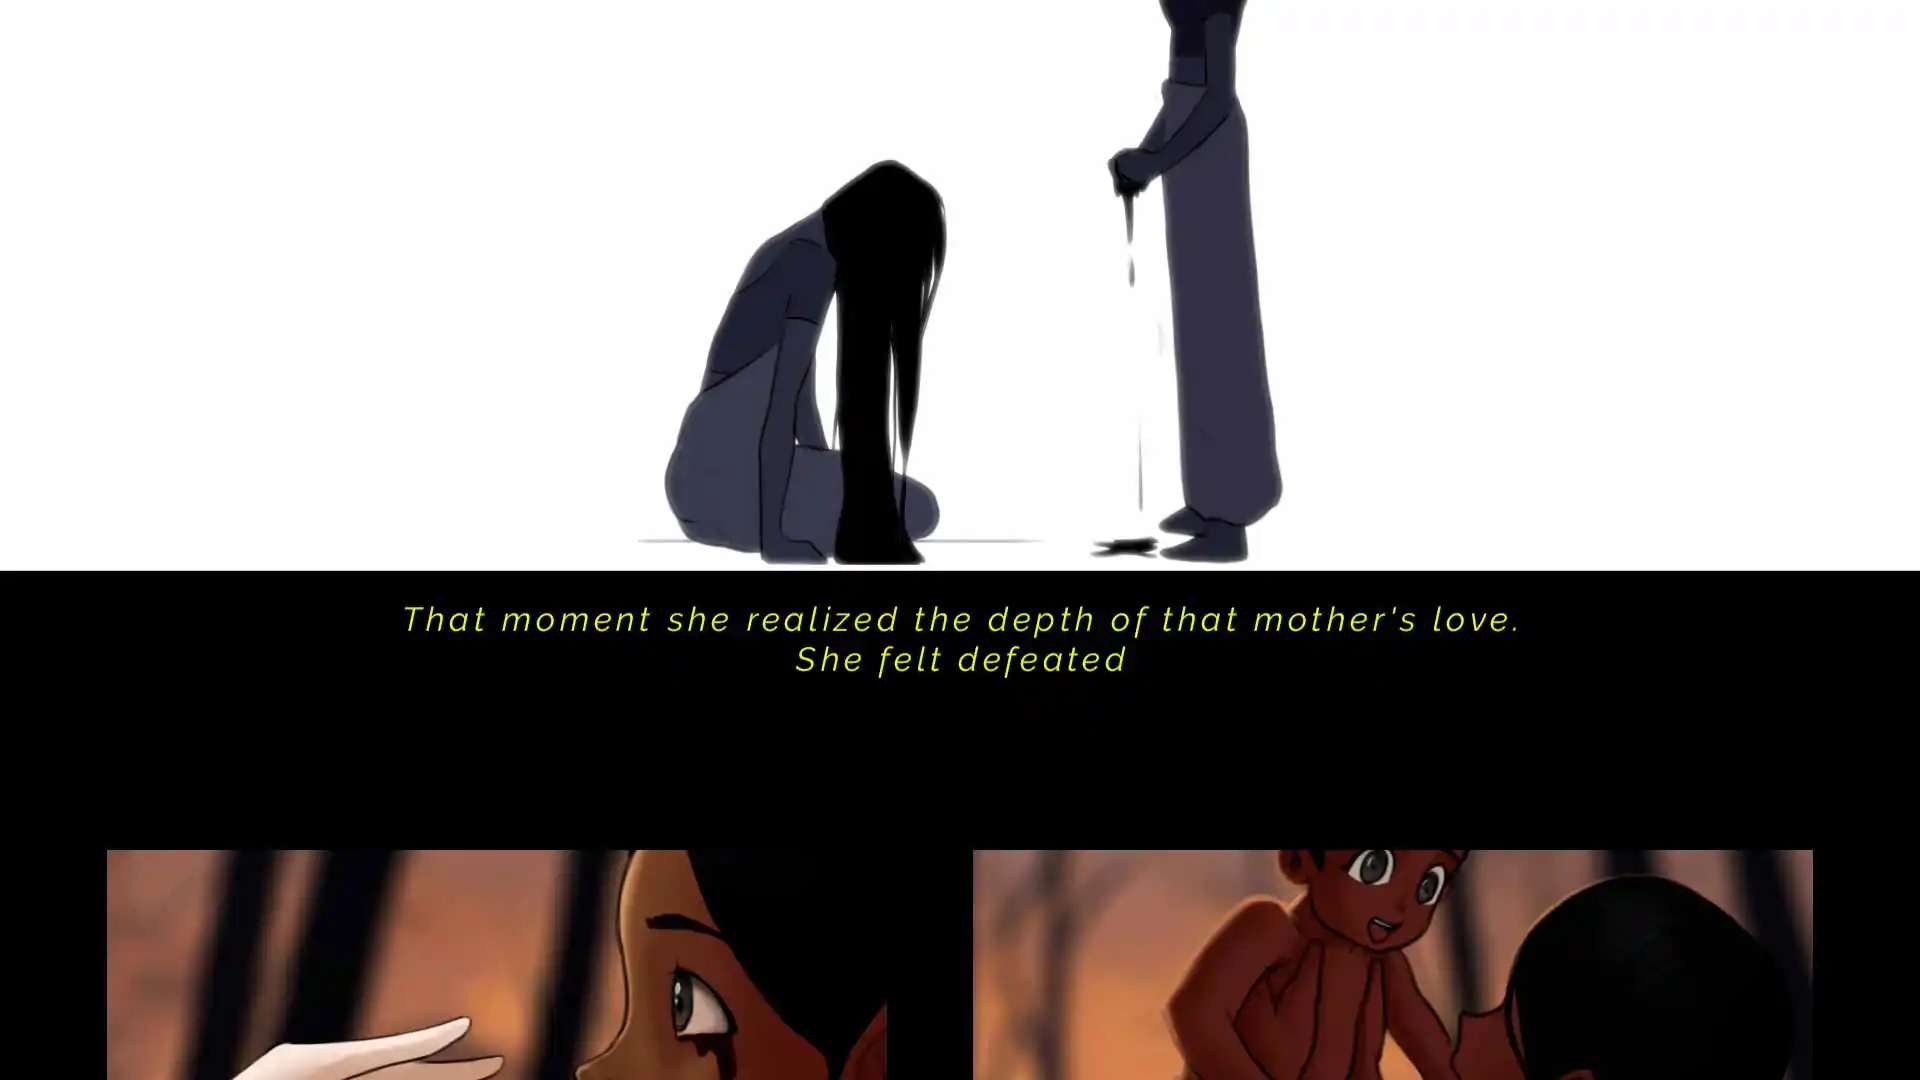 That moment she realized the depth of that mother's love.
She felt defeated